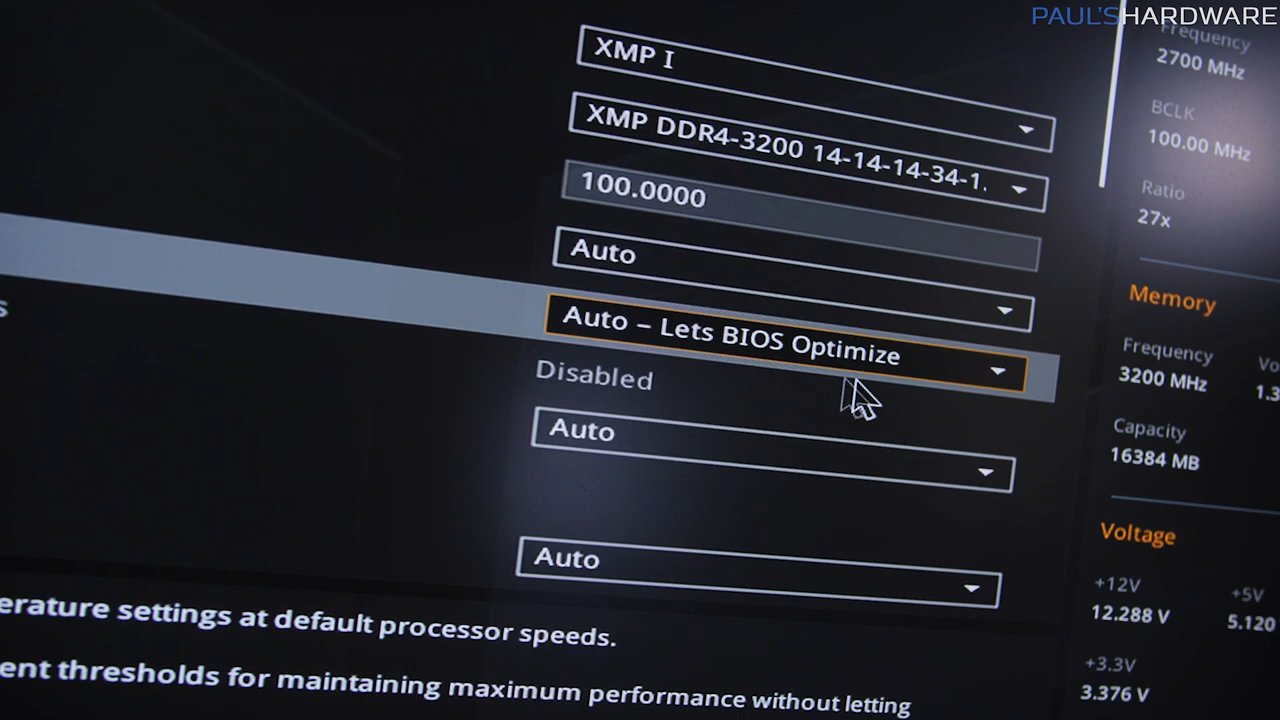 PAUL'SHARDWARE
XMP I
XMP DDR4-3200 14-14-14-34-1.
100.0000
Auto
Auto – Lets BIOS Optimize
Disabled
Auto
Auto
erature settings at default processor speeds.
ent thresholds for maintaining maximum performance without letting
Frequency
2700 MHz
BCLK
100.00 MHz
Ratio
27x
Memory
Frequency Vo
3200 MHz 1.3
Capacity
16384 MB
Voltage
+12V +5V
12.288 V 5.120
+3.3V
3.376 V
s